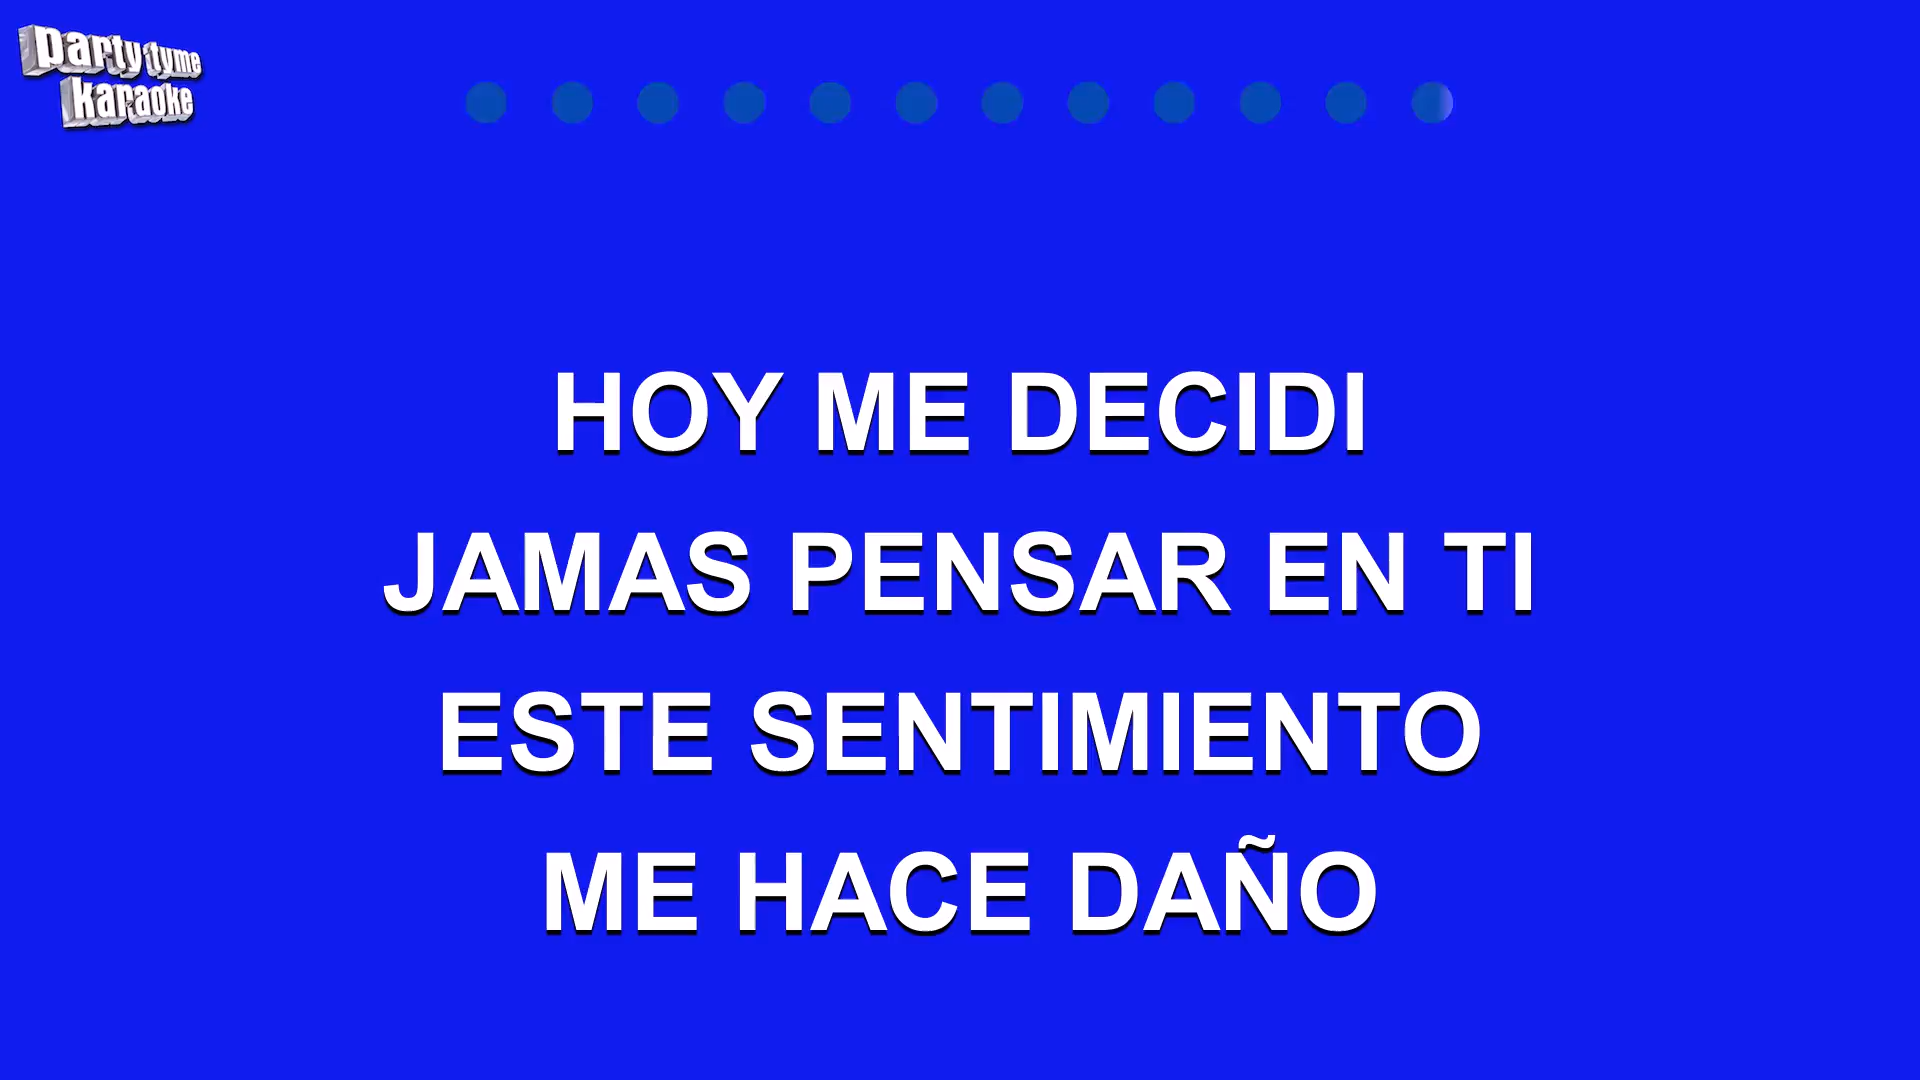 party tyme
karaoke
HOY ME DECIDI
JAMAS PENSAR EN TI
ESTE SENTIMIENTO
ME HACE DAÑO